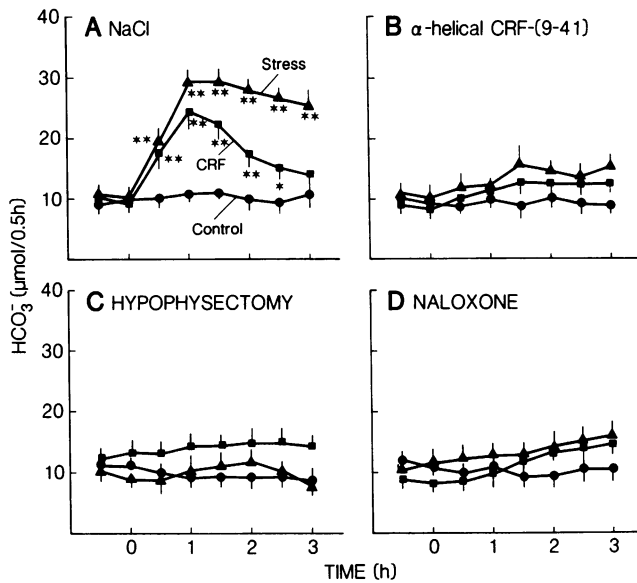 A NaCl
B α-helical CRF-(9-41)
40
30
20
10
Stress
CRF
Control
** ** ** ** ** **
** ** ** ** *
HCO₃⁻ (μmol/0.5h)
C HYPOPHYSECTOMY
D NALOXONE
40
30
20
10
0 1 2 3
0 1 2 3
TIME (h)